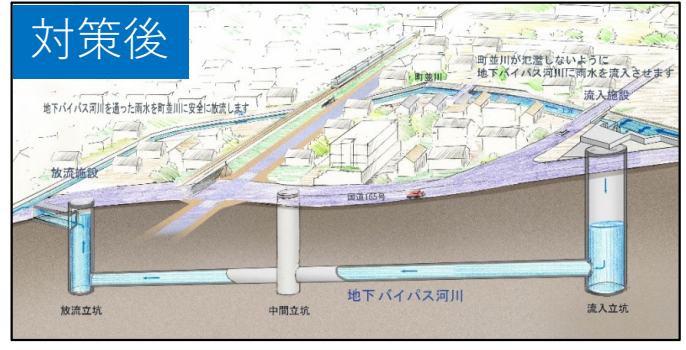 対策後
町並川が氾濫しないように
地下バイパス河川に雨水を流入させます
町並川
流入施設
地下バイパス河川を通った雨水を町並川に安全に放流します
放流施設
国道165号
地下バイパス河川
放流立坑
中間立坑
流入立坑